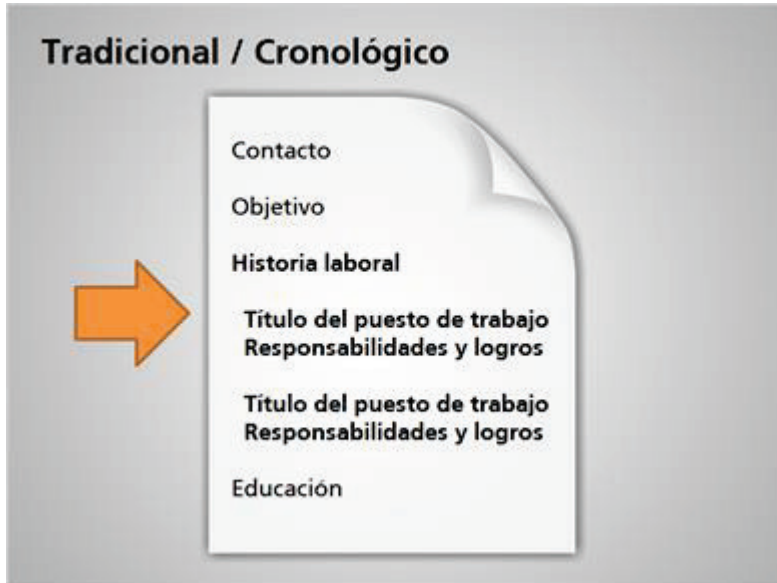 Tradicional / Cronológico
Contacto
Objetivo
Historia laboral
Título del puesto de trabajo
Responsabilidades y logros
Título del puesto de trabajo
Responsabilidades y logros
Educación